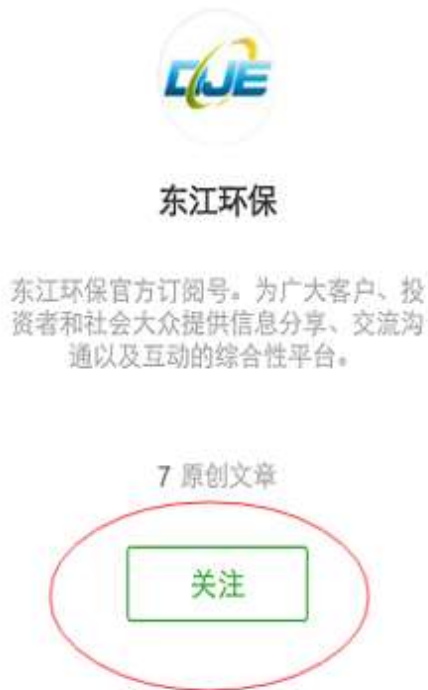 DJE
东江环保
东江环保官方订阅号。为广大客户、投
资者和社会大众提供信息分享、交流沟
通以及互动的综合性平台。
7 原创文章
关注